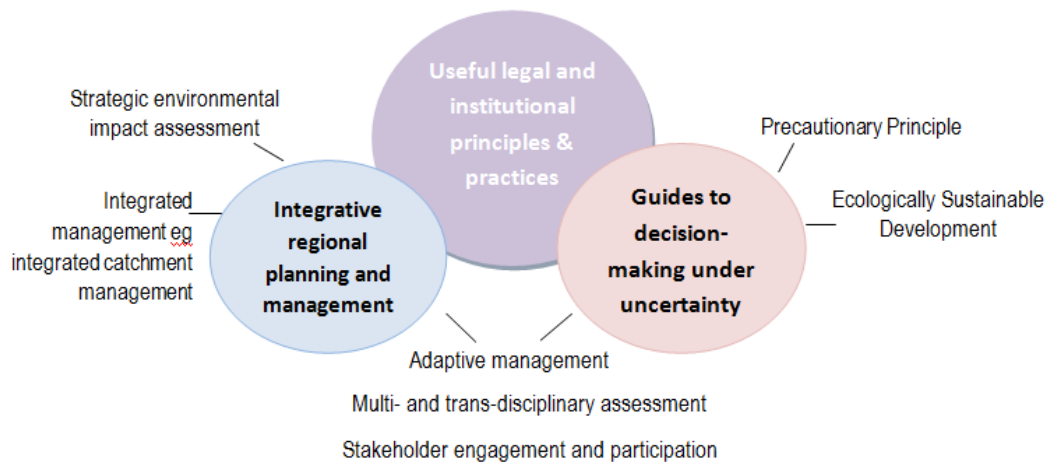 Useful legal and
institutional
principles &
practices
Strategic environmental
impact assessment
Integrated
management eg
integrated catchment
management
Integrative
regional
planning and
management
Guides to
decision-
making under
uncertainty
Precautionary Principle
Ecologically Sustainable
Development
Adaptive management
Multi- and trans-disciplinary assessment
Stakeholder engagement and participation